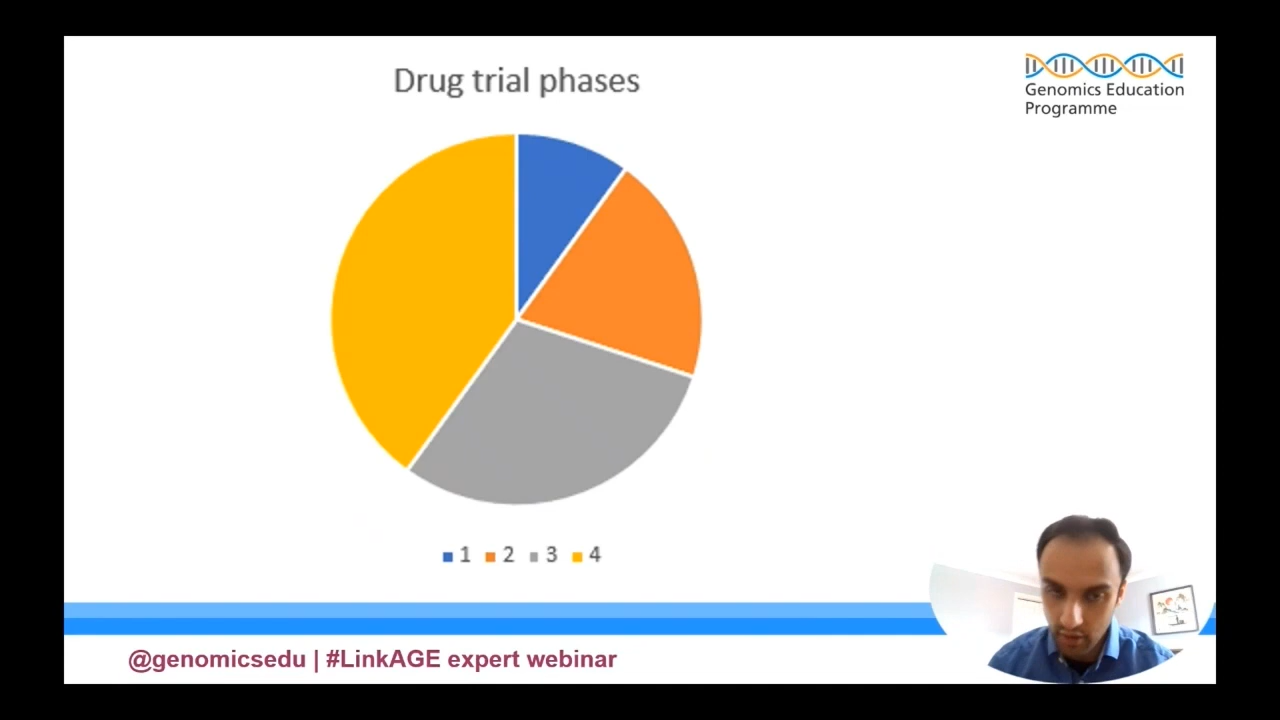 Drug trial phases
Genomics Education
Programme
1 2 3 4
@genomicsedu | #LinkAGE expert webinar